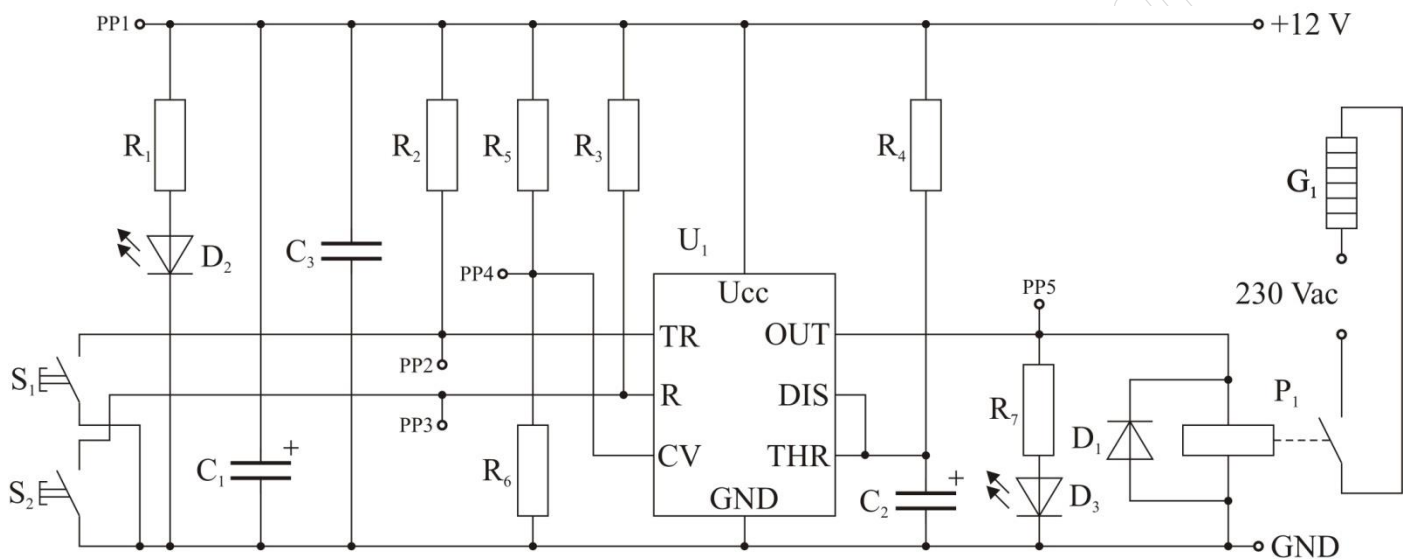 PP1 +12 V
R₁ R₂ R₅ R₃ R₄
G₁
D₂ C₃ PP4 U₁
Ucc
PP5 230 Vac
TR OUT
S₁ PP2
R DIS
PP3 R₇ D₁ P₁
CV THR
C₁ + R₆ +
S₂ GND C₂ D₃
GND